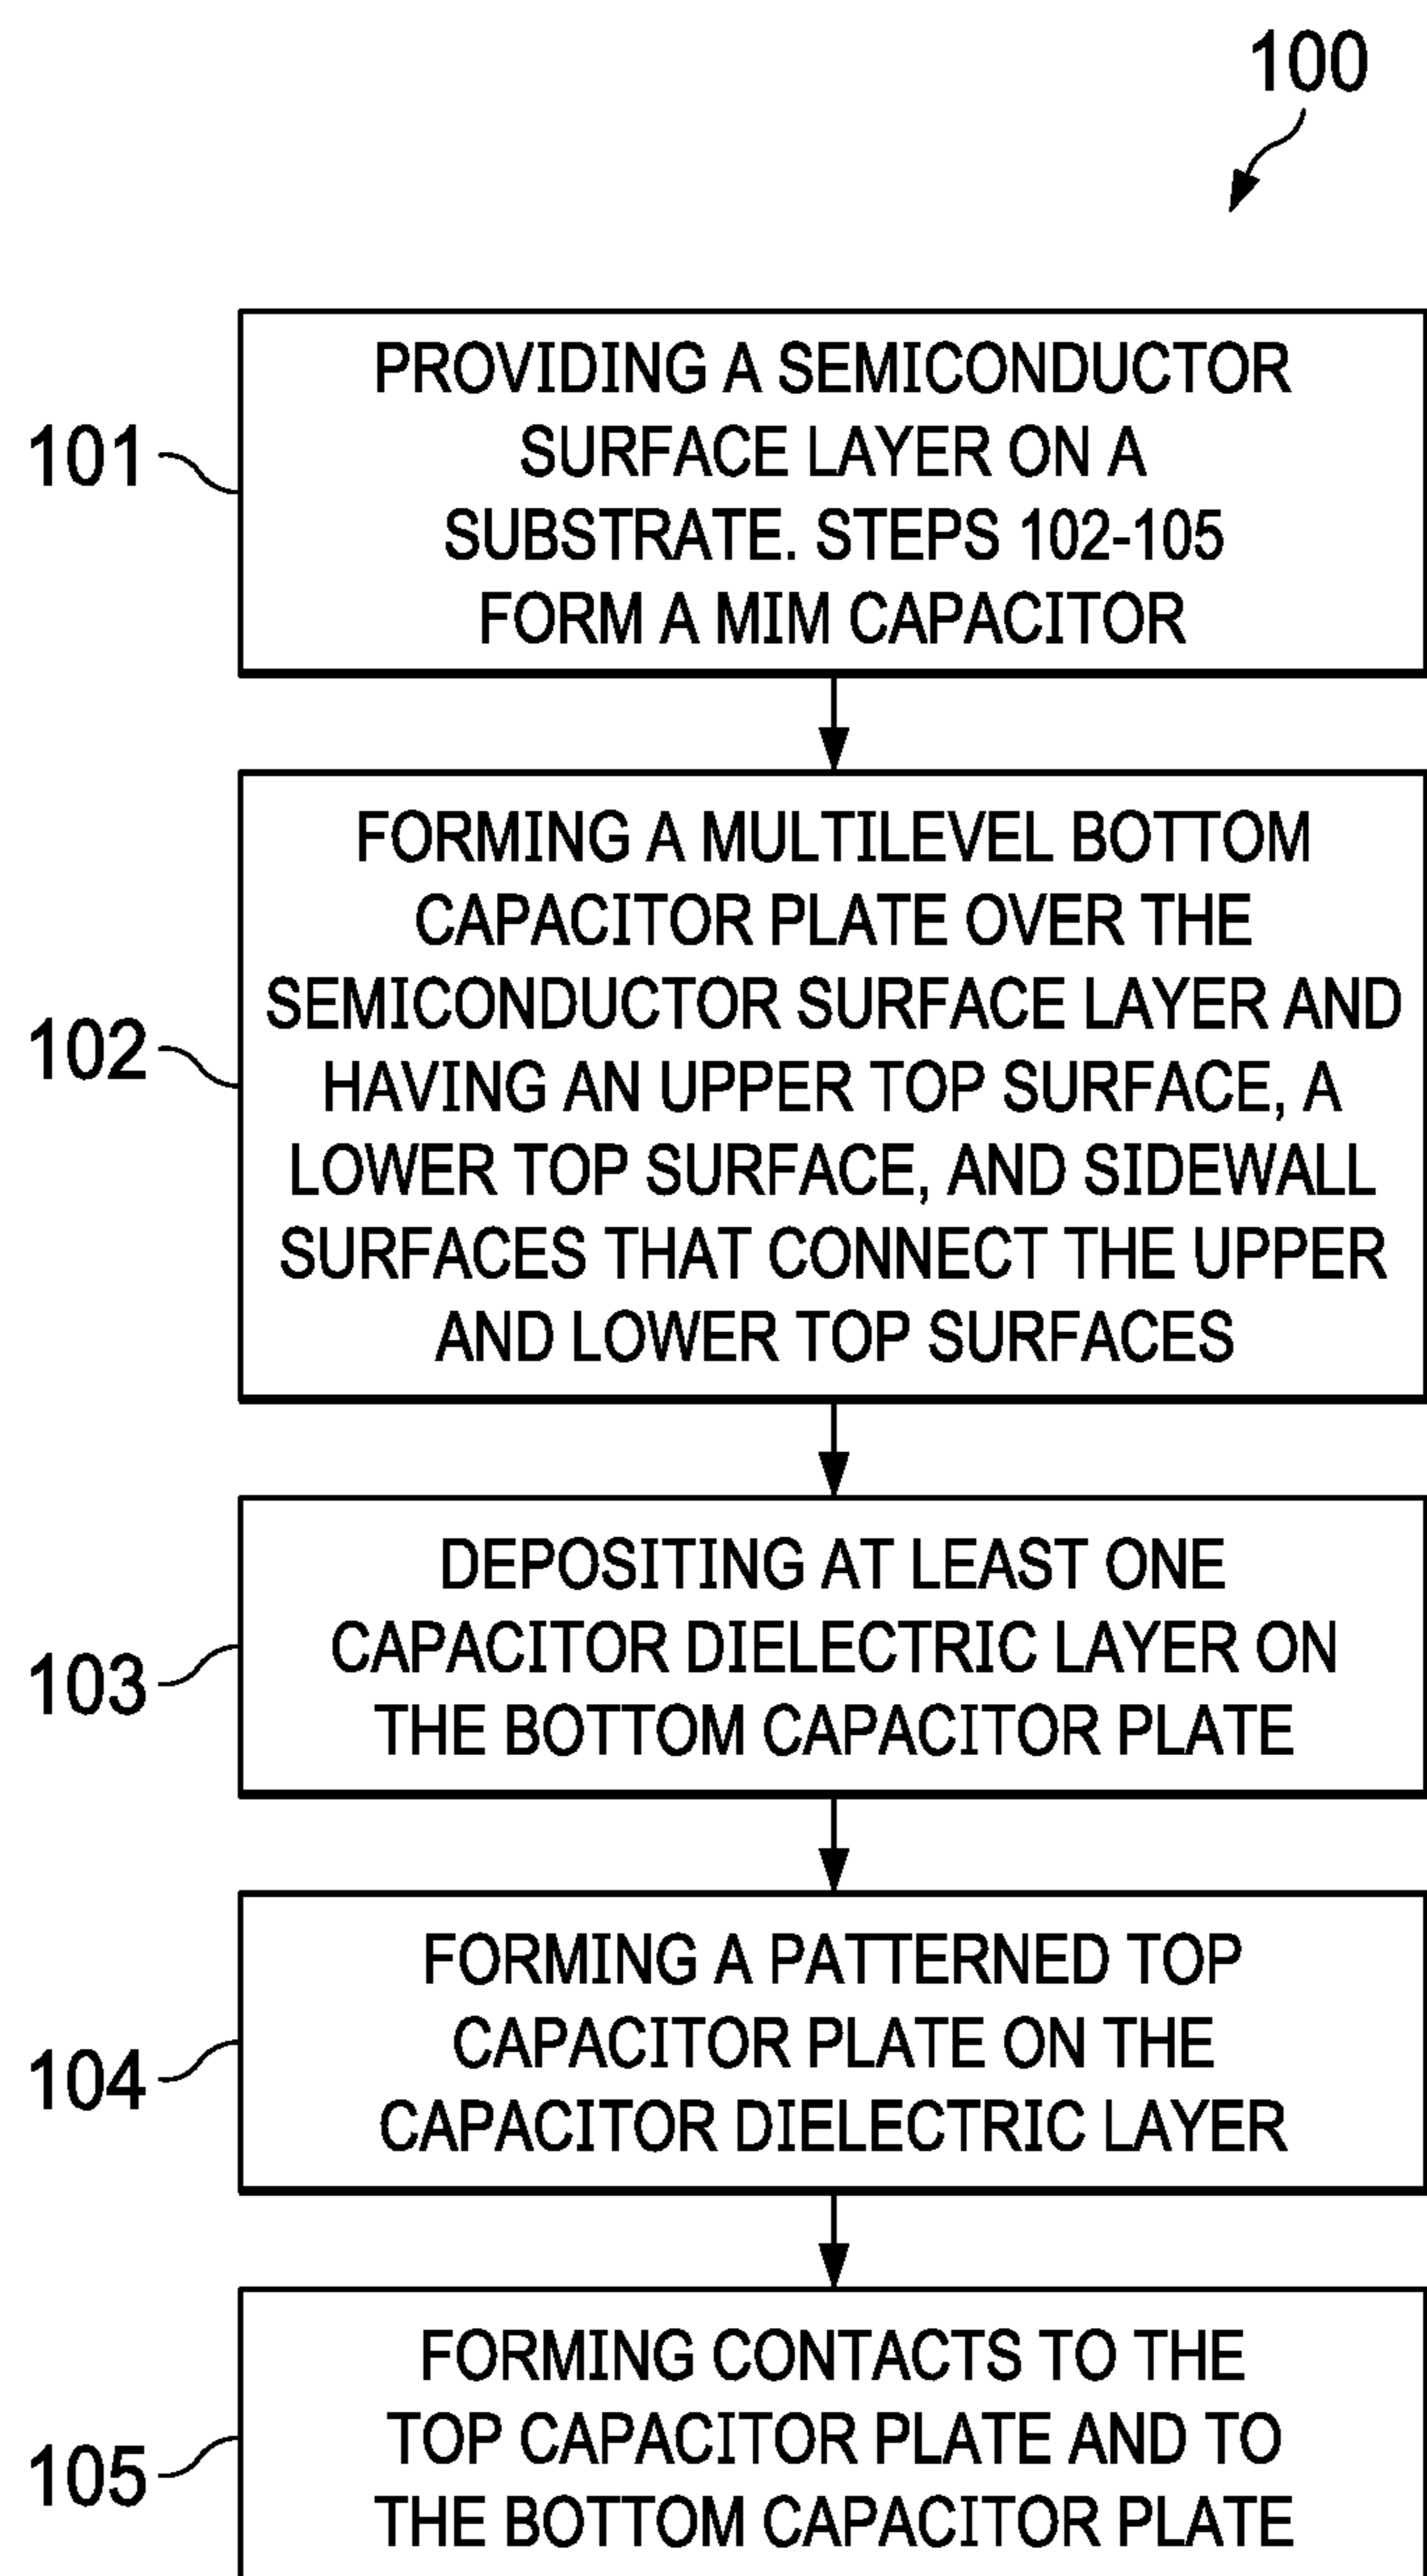 100
101
PROVIDING A SEMICONDUCTOR
SURFACE LAYER ON A
SUBSTRATE. STEPS 102-105
FORM A MIM CAPACITOR
102
FORMING A MULTILEVEL BOTTOM
CAPACITOR PLATE OVER THE
SEMICONDUCTOR SURFACE LAYER AND
HAVING AN UPPER TOP SURFACE, A
LOWER TOP SURFACE, AND SIDEWALL
SURFACES THAT CONNECT THE UPPER
AND LOWER TOP SURFACES
103
DEPOSITING AT LEAST ONE
CAPACITOR DIELECTRIC LAYER ON
THE BOTTOM CAPACITOR PLATE
104
FORMING A PATTERNED TOP
CAPACITOR PLATE ON THE
CAPACITOR DIELECTRIC LAYER
105
FORMING CONTACTS TO THE
TOP CAPACITOR PLATE AND TO
THE BOTTOM CAPACITOR PLATE